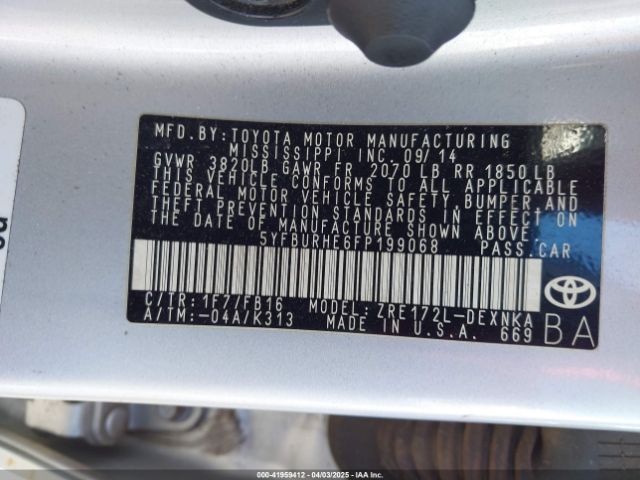 MFD. BY: TOYOTA MOTOR MANUFACTURING
MISSISSIPPI INC. 09/14
GVWR 3820LB GAWR FR 2070 LB RR 1850 LB
THIS VEHICLE CONFORMS TO ALL APPLICABLE
FEDERAL MOTOR VEHICLE SAFETY, BUMPER, AND
THEFT PREVENTION STANDARDS IN EFFECT ON
THE DATE OF MANUFACTURE SHOWN ABOVE.
5YFBURHE6FP199068 PASS.CAR
C/TR: 1F7/FB16 MODEL: ZRE172L-DEXNKA
A/TM:-04A/K313 MADE IN U.S.A. 669
BA
000-41959412 - 04/03/2025 - IAA Inc.